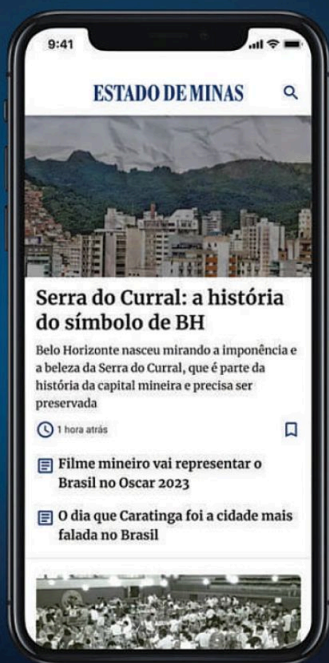 9:41
ESTADO DE MINAS
Serra do Curral: a história
do símbolo de BH
Belo Horizonte nasceu mirando a imponência e
a beleza da Serra do Curral, que é parte da
história da capital mineira e precisa ser
preservada
1 hora atrás
Filme mineiro vai representar o
Brasil no Oscar 2023
O dia que Caratinga foi a cidade mais
falada no Brasil